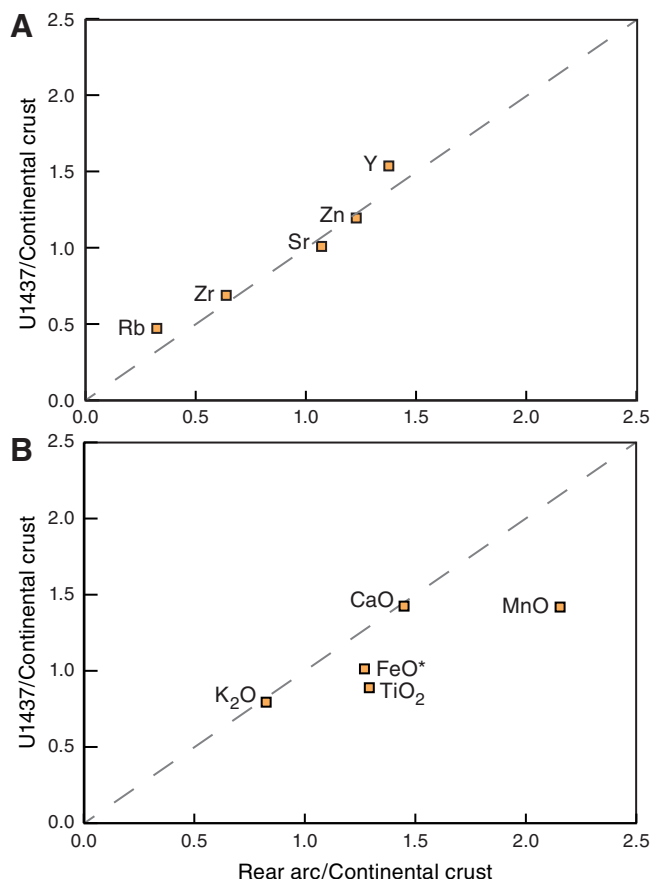 A
2.5
2.0
1.5
1.0
0.5
0.0
U1437/Continental crust
Y
Zn
Sr
Zr
Rb
0.0 0.5 1.0 1.5 2.0 2.5
B
2.5
2.0
1.5
1.0
0.5
0.0
U1437/Continental crust
CaO
MnO
FeO*
TiO₂
K₂O
0.0 0.5 1.0 1.5 2.0 2.5
Rear arc/Continental crust